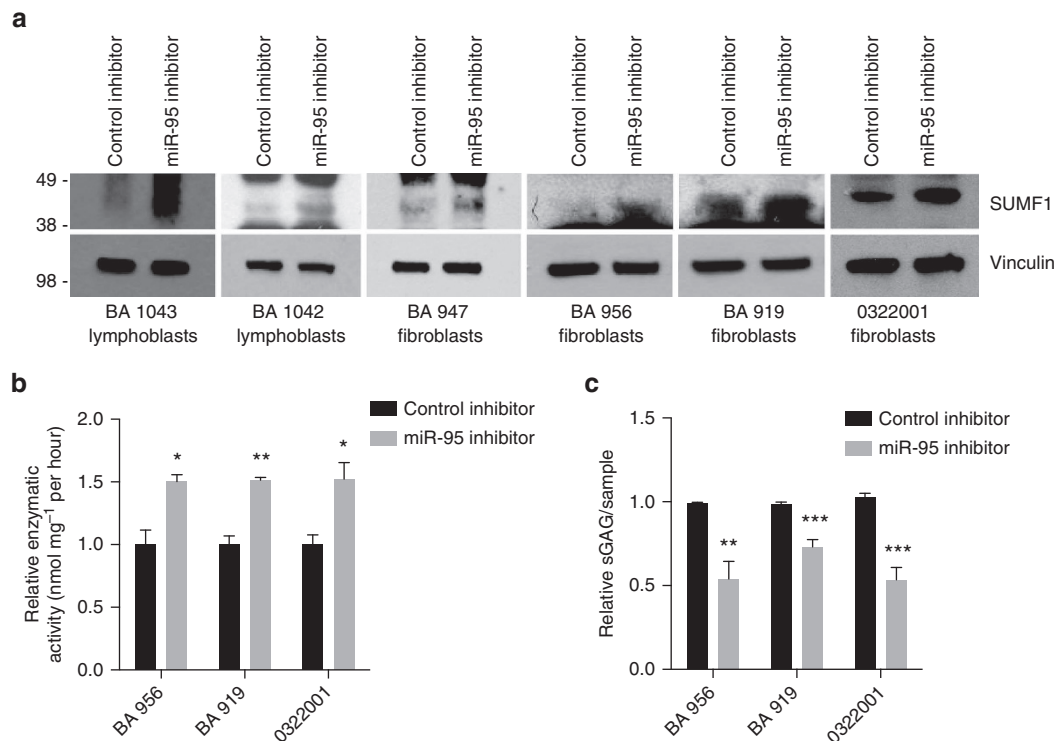 a
Control inhibitor
miR-95 inhibitor
Control inhibitor
miR-95 inhibitor
Control inhibitor
miR-95 inhibitor
Control inhibitor
miR-95 inhibitor
Control inhibitor
miR-95 inhibitor
Control inhibitor
miR-95 inhibitor
49 -
SUMF1
38 -
Vinculin
98 -
BA 1043
lymphoblasts
BA 1042
lymphoblasts
BA 947
fibroblasts
BA 956
fibroblasts
BA 919
fibroblasts
0322001
fibroblasts
b
Relative enzymatic
activity (nmol mg⁻¹ per hour)
2.0
1.5
1.0
0.5
0.0
* ** *
Control inhibitor
miR-95 inhibitor
BA 956
BA 919
0322001
c
Relative sGAG/sample
1.5
1.0
0.5
0.0
** *** ***
Control inhibitor
miR-95 inhibitor
BA 956
BA 919
0322001